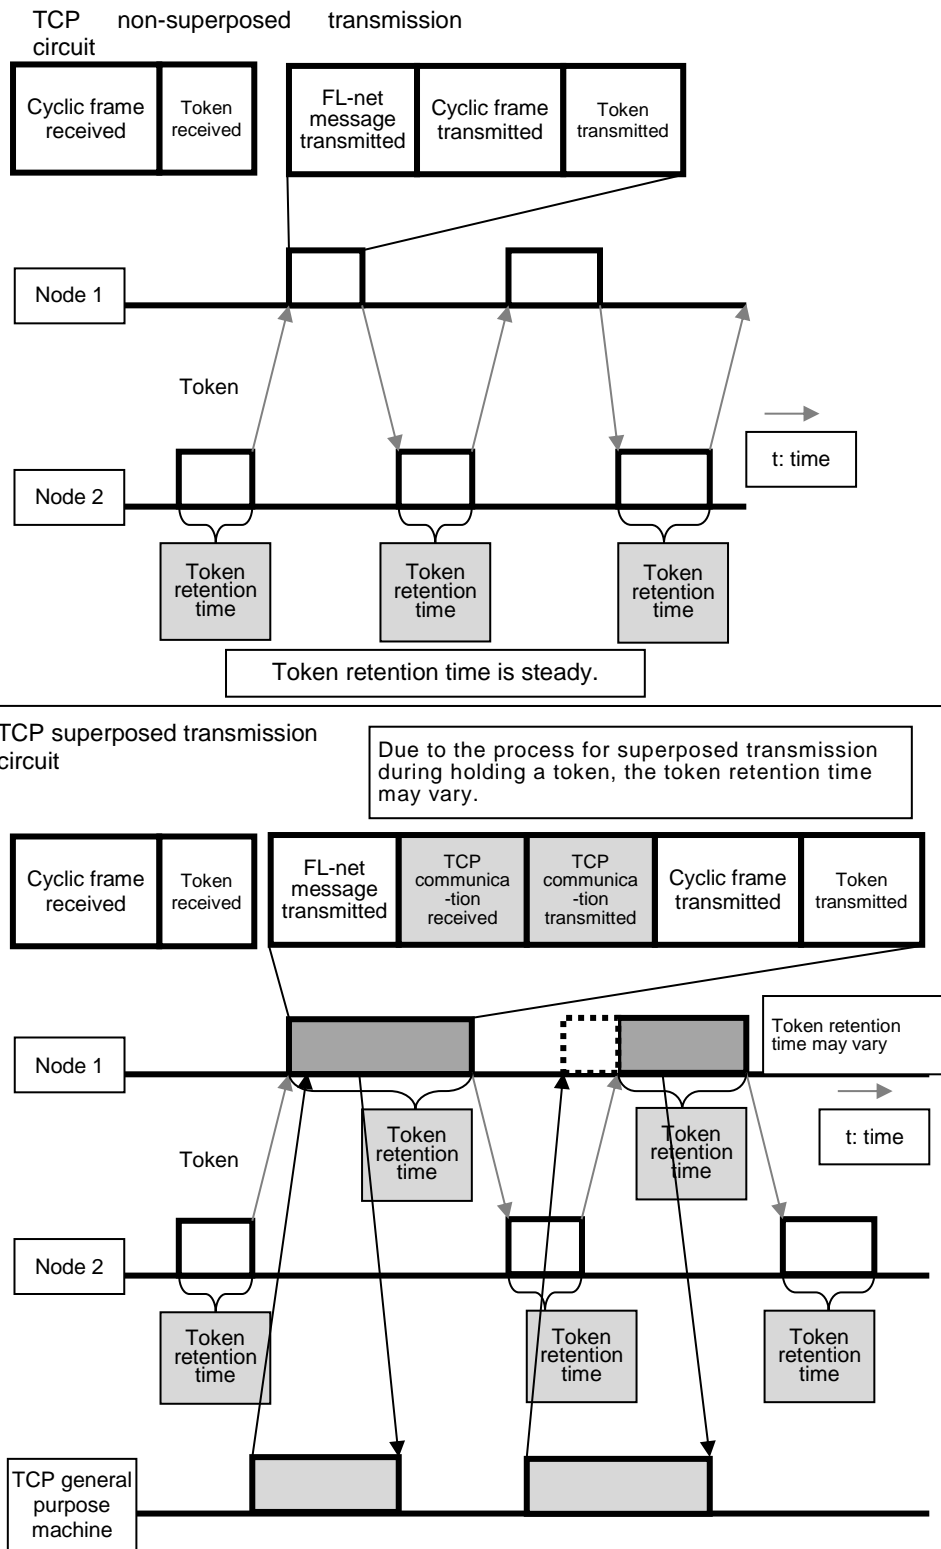 TCP non-superposed transmission
circuit
Cyclic frame
received
Token
received
FL-net
message
transmitted
Cyclic frame
transmitted
Token
transmitted
Node 1
Token
t: time
Node 2
Token
retention
time
Token
retention
time
Token
retention
time
Token retention time is steady.
TCP superposed transmission
circuit
Due to the process for superposed transmission
during holding a token, the token retention time
may vary.
Cyclic frame
received
Token
received
FL-net
message
transmitted
TCP
communica
-tion
received
TCP
communica
-tion
transmitted
Cyclic frame
transmitted
Token
transmitted
Node 1
Token retention
time may vary
Token
retention
time
Token
retention
time
t: time
Token
Node 2
Token
retention
time
Token
retention
time
Token
retention
time
TCP general
purpose
machine